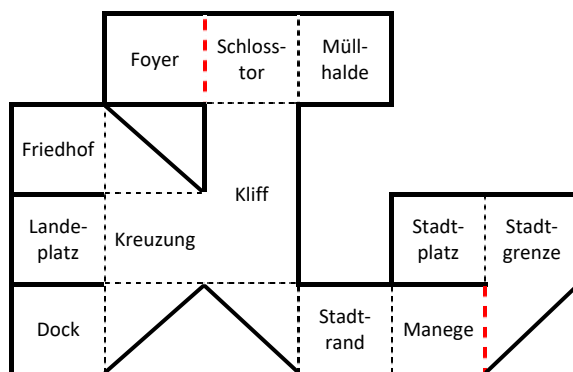 Foyer
Schloss-
tor
Müll-
halde
Friedhof
Kliff
Lande-
platz
Kreuzung
Stadt-
platz
Stadt-
grenze
Dock
Stadt-
rand
Manege